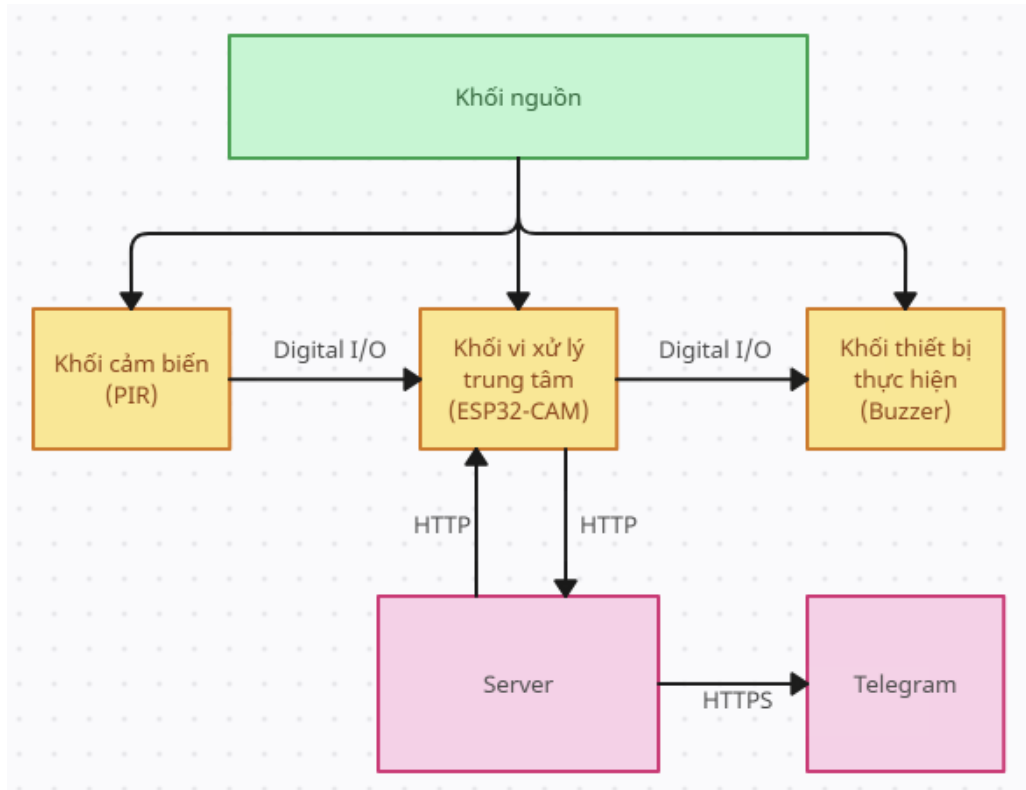 Khối nguồn
Khối cảm biến
(PIR)
Digital I/O
Khối vi xử lý
trung tâm
(ESP32-CAM)
Digital I/O
Khối thiết bị
thực hiện
(Buzzer)
HTTP
HTTP
Server
HTTPS
Telegram